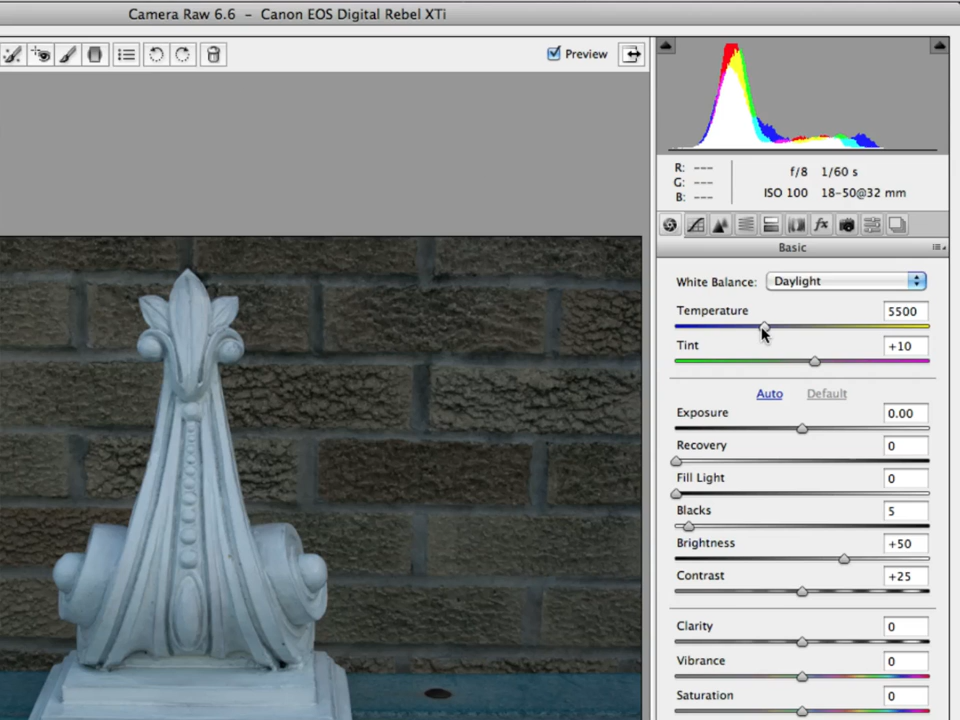 Camera Raw 6.6 - Canon EOS Digital Rebel XTi
Preview
R: ---
G: ---
B: ---
f/8 1/60 s
ISO 100 18-50@32 mm
fx
Basic
White Balance: Daylight
Temperature 5500
Tint +10
Auto Default
Exposure 0.00
Recovery 0
Fill Light 0
Blacks 5
Brightness +50
Contrast +25
Clarity 0
Vibrance 0
Saturation 0